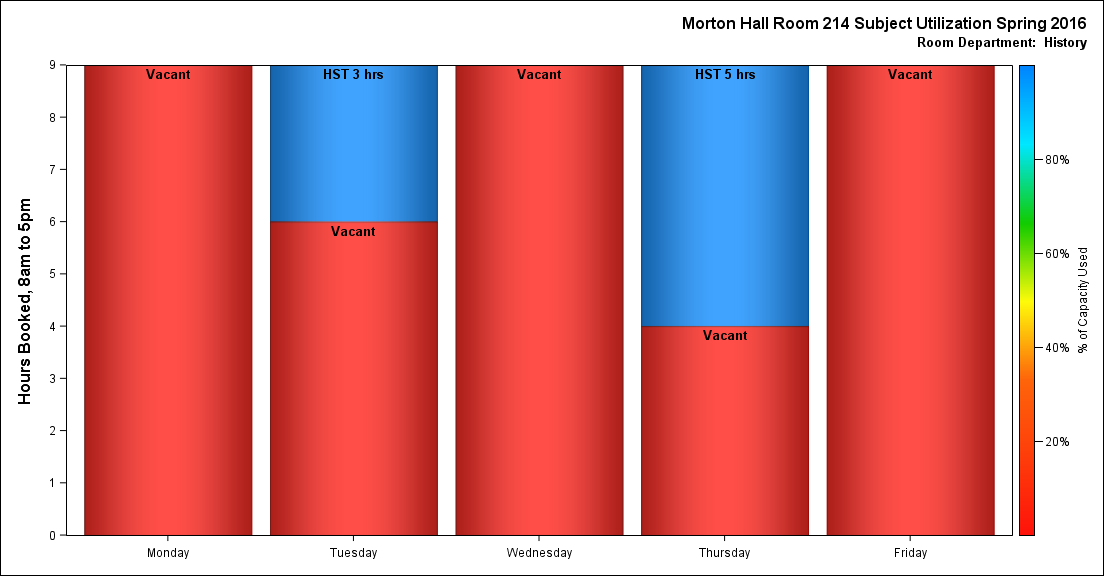 Morton Hall Room 214 Subject Utilization Spring 2016
Room Department:  History
Hours Booked, 8am to 5pm
9
8
7
6
5
4
3
2
1
0
Vacant
HST 3 hrs
Vacant
Vacant
HST 5 hrs
Vacant
Vacant
Monday
Tuesday
Wednesday
Thursday
Friday
80%
60%
40%
20%
% of Capacity Used